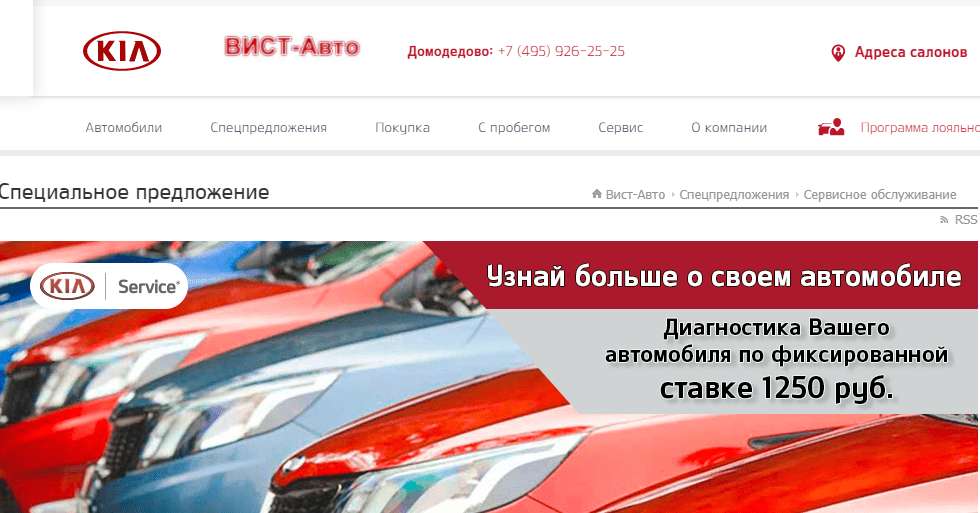 KIA
ВИСТ-Авто
Домодедово: +7 (495) 926-25-25
Адреса салонов
Автомобили Спецпредложения Покупка С пробегом Сервис О компании Программа лояльно
Специальное предложение
Вист-Авто › Спецпредложения › Сервисное обслуживание
RSS
KIA Service
Узнай больше о своем автомобиле
Диагностика Вашего
автомобиля по фиксированной
ставке 1250 руб.